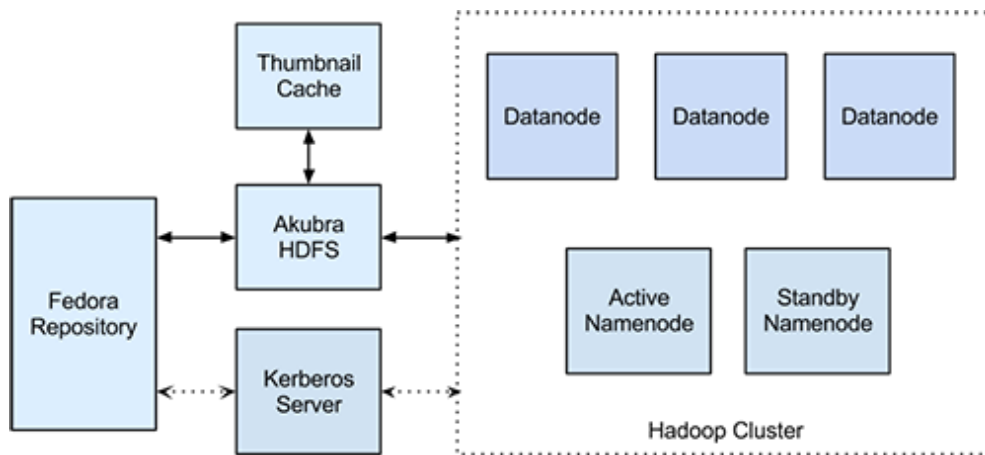 Thumbnail
Cache
Datanode
Datanode
Datanode
Akubra
HDFS
Fedora
Repository
Active
Namenode
Standby
Namenode
Kerberos
Server
Hadoop Cluster